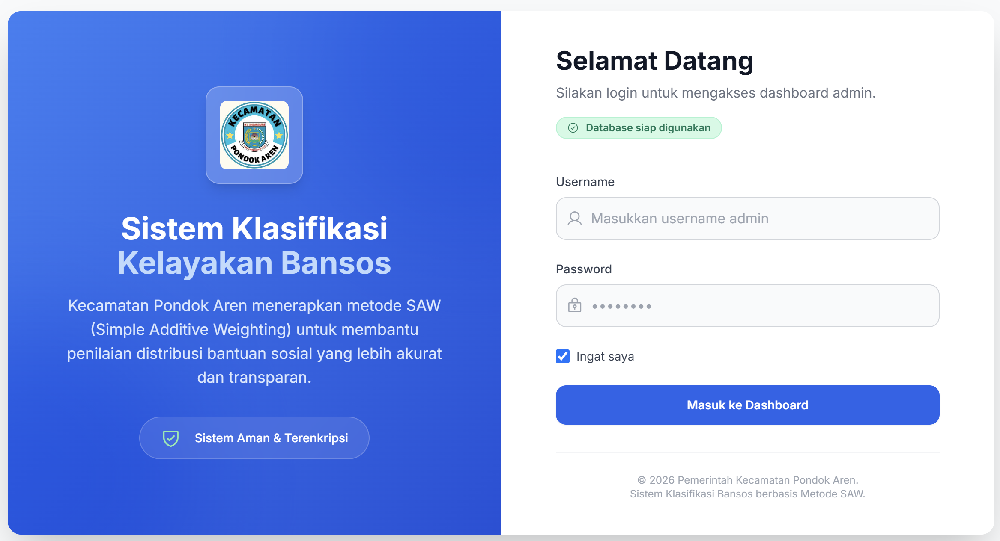 KECAMATAN
KOTA TANGERANG SELATAN
PONDOK AREN
Sistem Klasifikasi
Kelayakan Bansos
Kecamatan Pondok Aren menerapkan metode SAW
(Simple Additive Weighting) untuk membantu
penilaian distribusi bantuan sosial yang lebih akurat
dan transparan.
Sistem Aman & Terenkripsi
Selamat Datang
Silakan login untuk mengakses dashboard admin.
Database siap digunakan
Username
Masukkan username admin
Password
••••••••
Ingat saya
Masuk ke Dashboard
© 2026 Pemerintah Kecamatan Pondok Aren.
Sistem Klasifikasi Bansos berbasis Metode SAW.